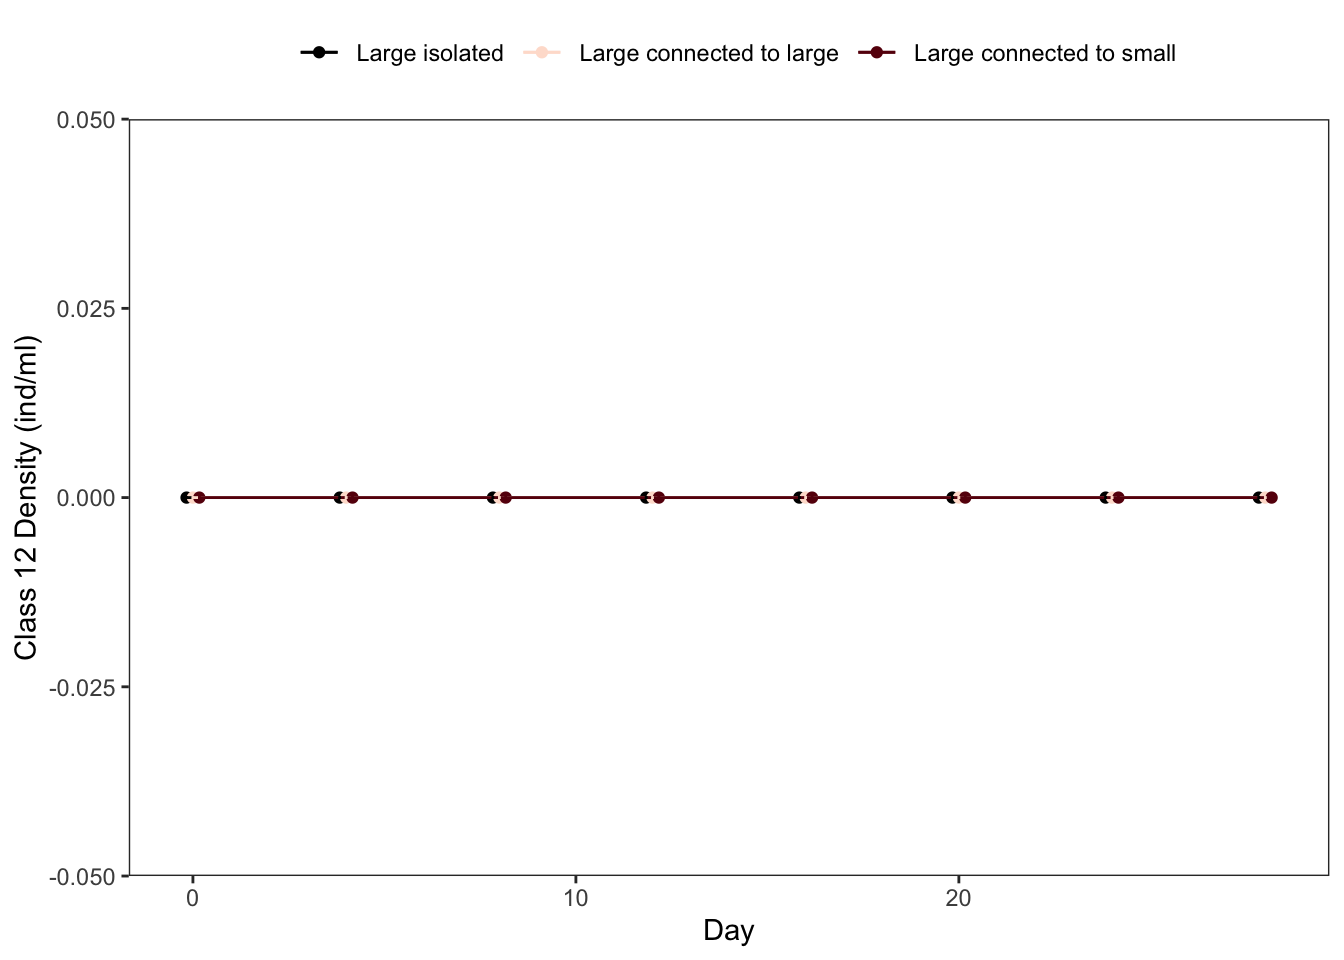 Large isolated Large connected to large Large connected to small
0.050
0.025
0.000
-0.025
-0.050
Class 12 Density (ind/ml)
0 10 20
Day